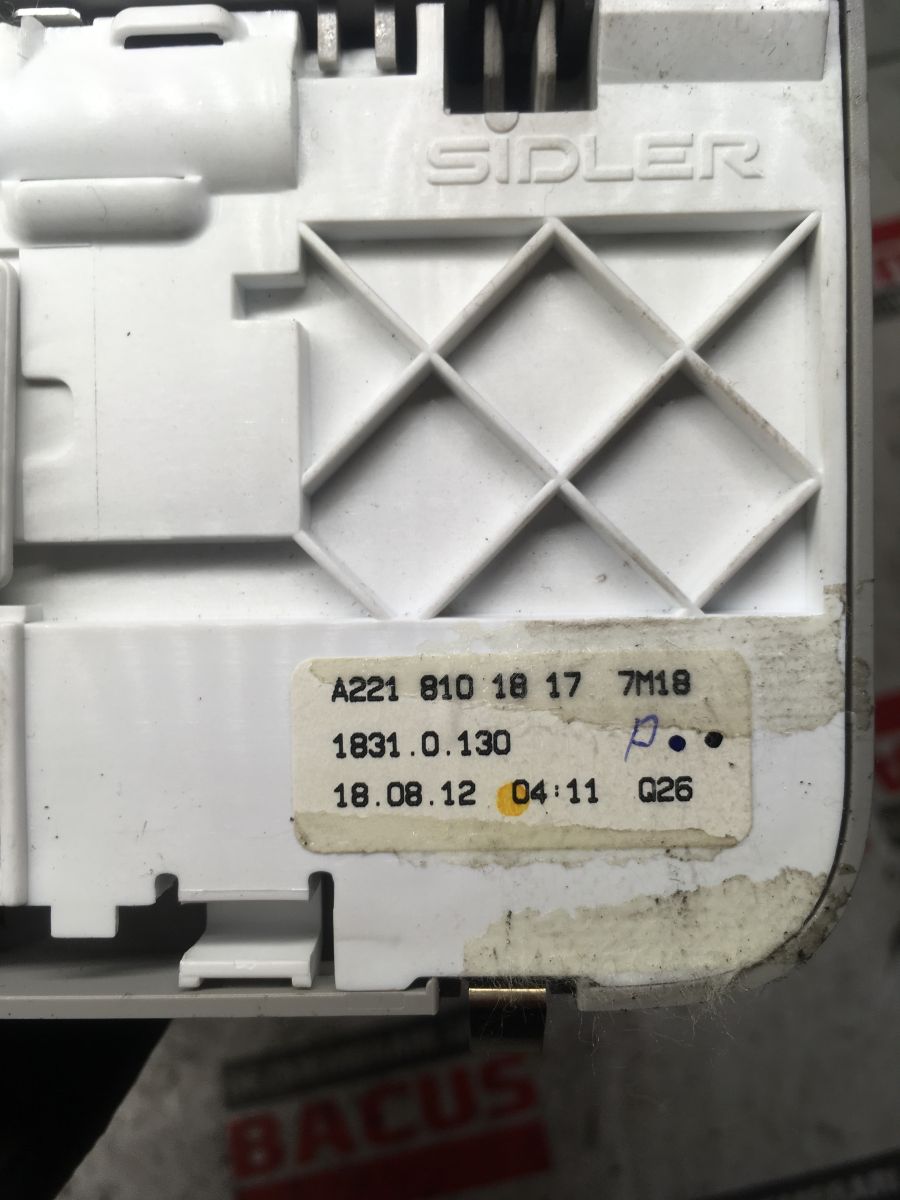 SiDLER
A221 810 18 17 7M18
1831.0.130 P
18.08.12 04:11 Q26
BACUS